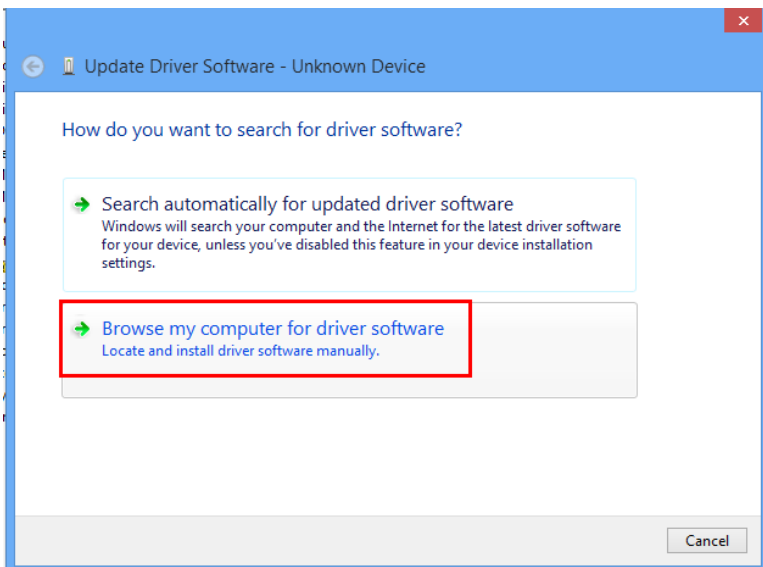 Update Driver Software - Unknown Device
How do you want to search for driver software?
Search automatically for updated driver software
Windows will search your computer and the Internet for the latest driver software
for your device, unless you've disabled this feature in your device installation
settings.
Browse my computer for driver software
Locate and install driver software manually.
Cancel